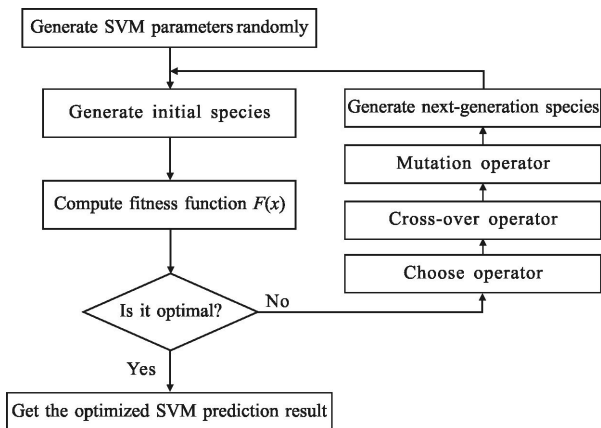 Generate SVM parameters randomly
Generate initial species
Compute fitness function F(x)
Is it optimal?
No
Yes
Get the optimized SVM prediction result
Generate next-generation species
Mutation operator
Cross-over operator
Choose operator